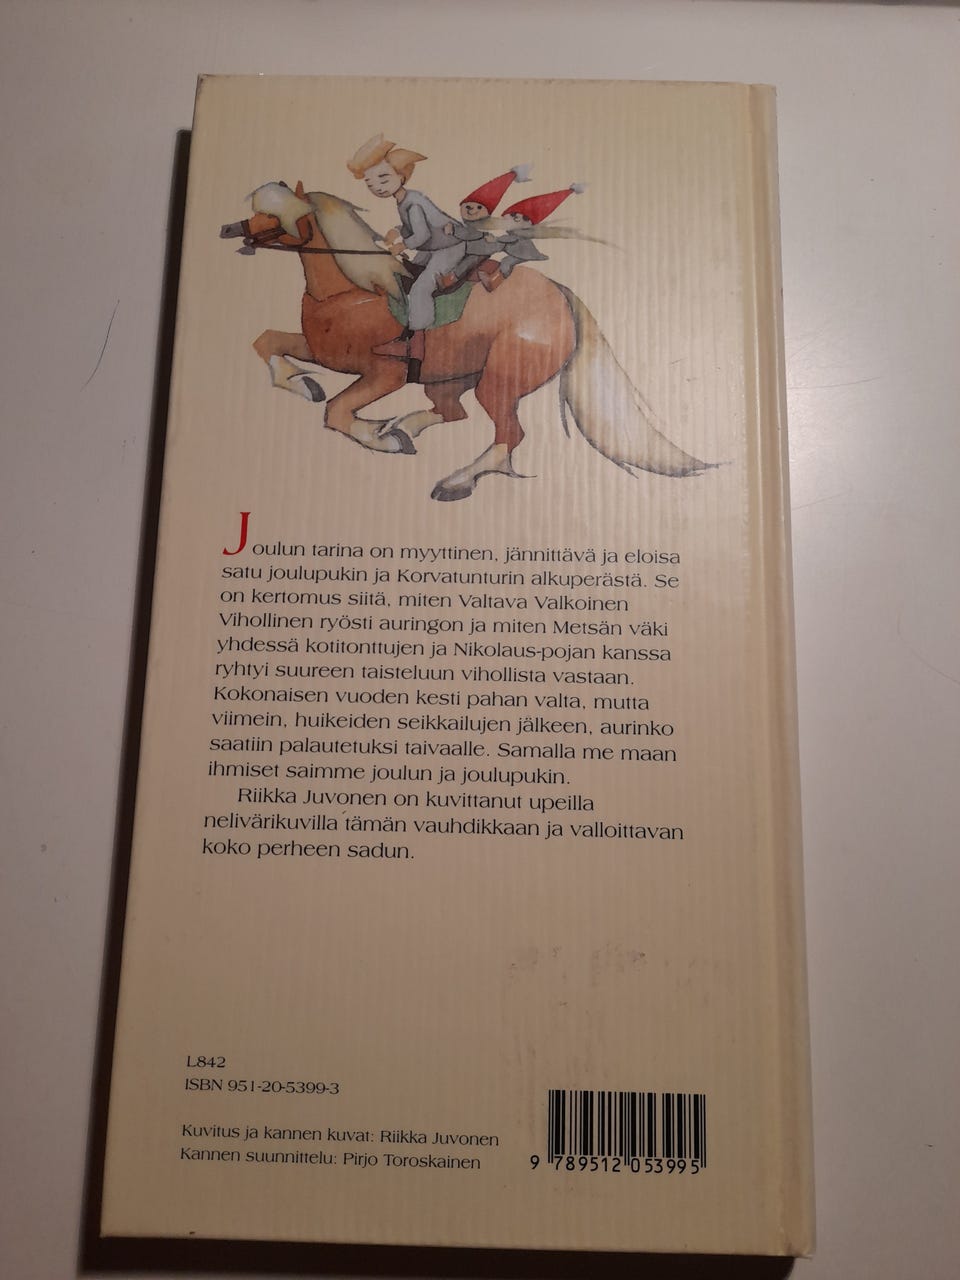 Joulun tarina on myyttinen, jännittävä ja eloisa
satu joulupukin ja Korvatunturin alkuperästä. Se
on kertomus siitä, miten Valtava Valkoinen
Vihollinen ryösti auringon ja miten Metsän väki
yhdessä kotitonttujen ja Nikolaus-pojan kanssa
ryhtyi suureen taisteluun vihollista vastaan.
Kokonaisen vuoden kesti pahan valta, mutta
viimein, huikeiden seikkailujen jälkeen, aurinko
saatiin palautetuksi taivaalle. Samalla me maan
ihmiset saimme joulun ja joulupukin.
Riikka Juvonen on kuvittanut upeilla
nelivärikuvilla tämän vauhdikkaan ja valloittavan
koko perheen sadun.
L842
ISBN 951-20-5399-3
Kuvitus ja kannen kuvat: Riikka Juvonen
Kannen suunnittelu: Pirjo Toroskainen
9 789512 053995